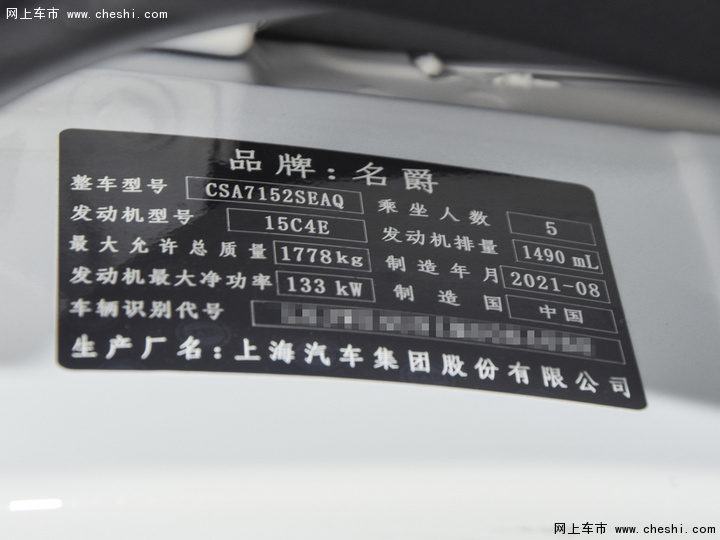 网上车市 www.cheshi.com
品牌：名爵
整车型号 CSA7152SEAQ 乘坐人数 5
发动机型号 15C4E 发动机排量 1490 mL
最大允许总质量 1778kg 制造年月 2021-08
发动机最大净功率 133 kW 制造国 中国
车辆识别代号
生产厂名：上海汽车集团股份有限公司
网上车市 www.cheshi.com